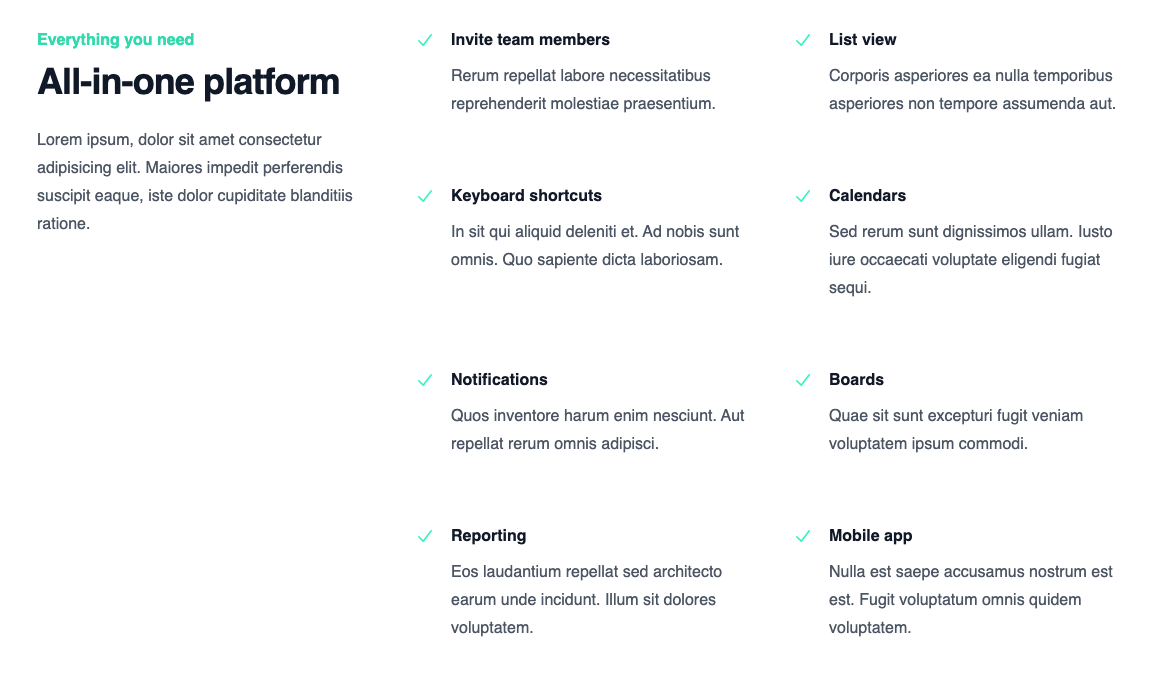 Everything you need
All-in-one platform
Lorem ipsum, dolor sit amet consectetur
adipisicing elit. Maiores impedit perferendis
suscipit eaque, iste dolor cupiditate blanditiis
ratione.
Invite team members
Rerum repellat labore necessitatibus
reprehenderit molestiae praesentium.
List view
Corporis asperiores ea nulla temporibus
asperiores non tempore assumenda aut.
Keyboard shortcuts
In sit qui aliquid deleniti et. Ad nobis sunt
omnis. Quo sapiente dicta laboriosam.
Calendars
Sed rerum sunt dignissimos ullam. Iusto
iure occaecati voluptate eligendi fugiat
sequi.
Notifications
Quos inventore harum enim nesciunt. Aut
repellat rerum omnis adipisci.
Boards
Quae sit sunt excepturi fugit veniam
voluptatem ipsum commodi.
Reporting
Eos laudantium repellat sed architecto
earum unde incidunt. Illum sit dolores
voluptatem.
Mobile app
Nulla est saepe accusamus nostrum est
est. Fugit voluptatum omnis quidem
voluptatem.